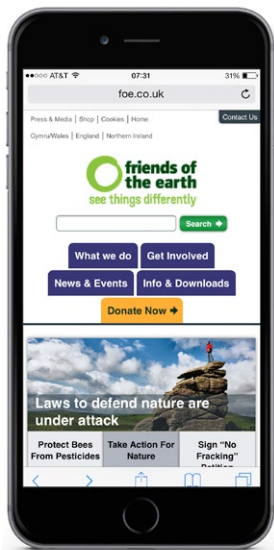 AT&T 07:31 31%
foe.co.uk
Press & Media | Shop | Cookies | Home
Contact Us
Cymru/Wales | England | Northern Ireland
friends of
the earth
see things differently
Search
What we do Get Involved
News & Events Info & Downloads
Donate Now
Laws to defend nature are
under attack
Protect Bees Take Action For Sign "No
From Pesticides Nature Fracking"
Petition